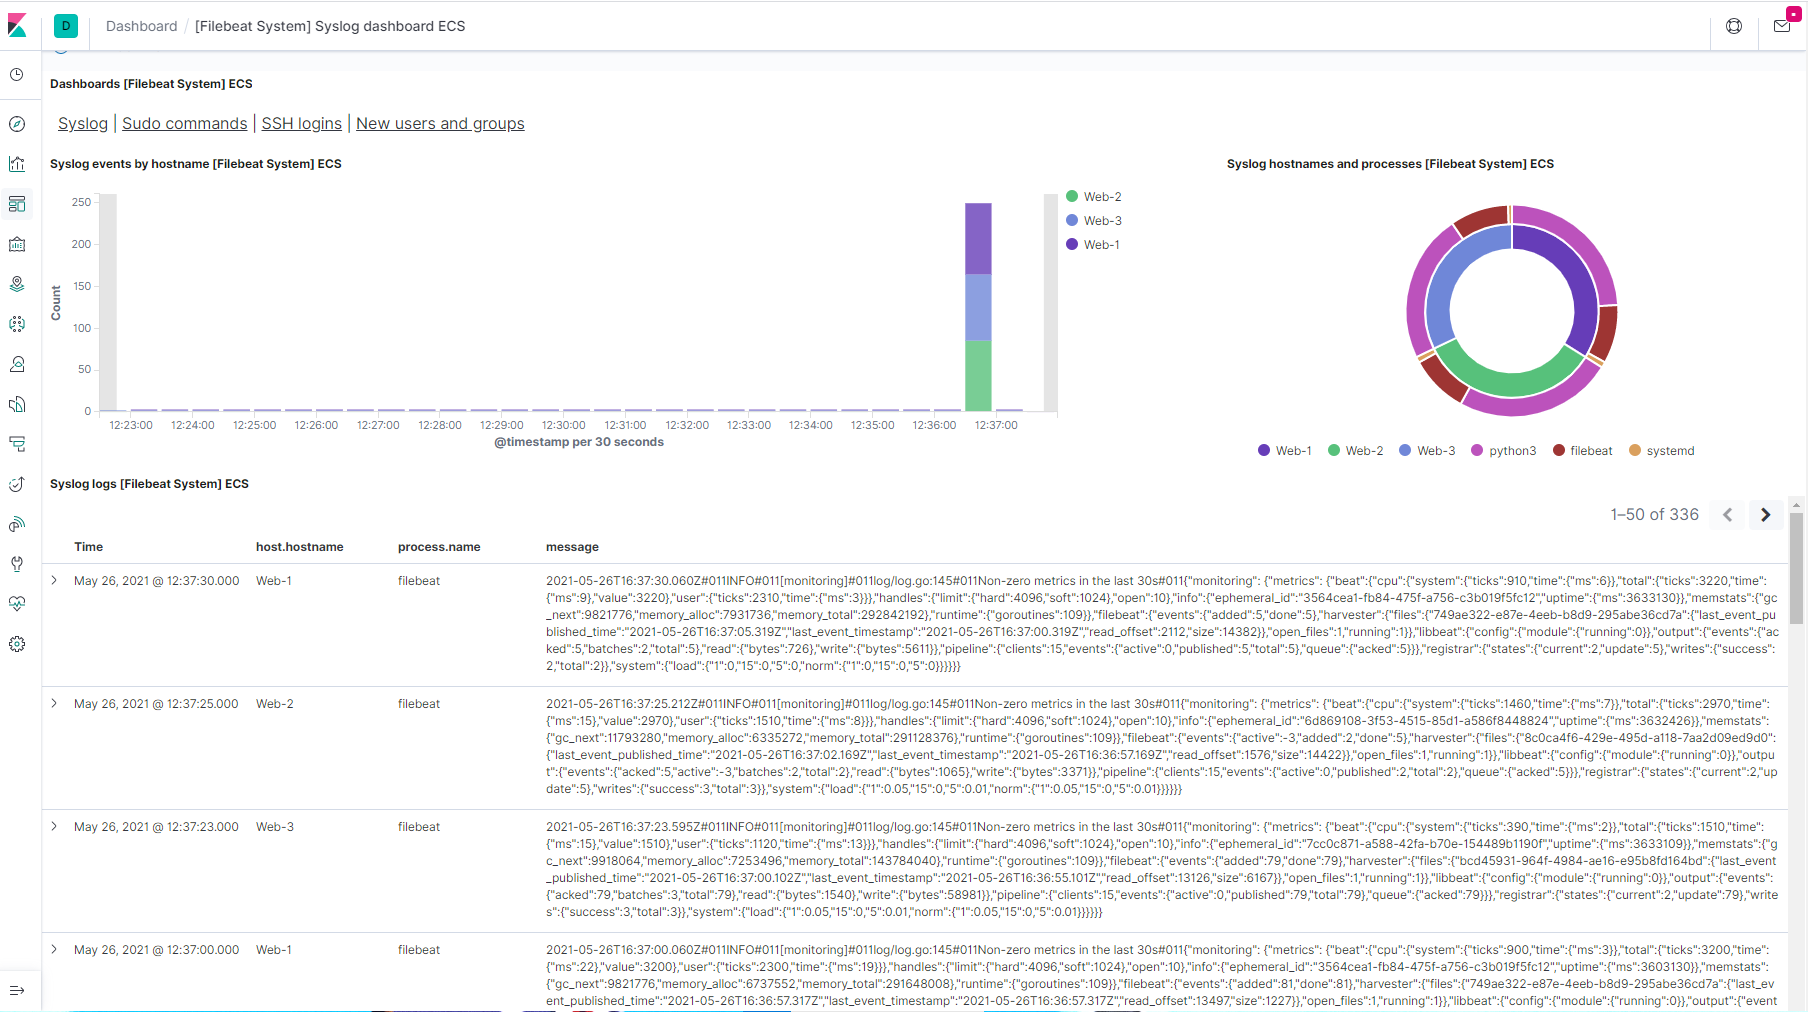 D Dashboard / [Filebeat System] Syslog dashboard ECS
Dashboards [Filebeat System] ECS
Syslog | Sudo commands | SSH logins | New users and groups
Syslog events by hostname [Filebeat System] ECS
Count
250
200
150
100
50
0
12:23:00 12:24:00 12:25:00 12:26:00 12:27:00 12:28:00 12:29:00 12:30:00 12:31:00 12:32:00 12:33:00 12:34:00 12:35:00 12:36:00 12:37:00
@timestamp per 30 seconds
Web-2
Web-3
Web-1
Syslog hostnames and processes [Filebeat System] ECS
Web-1 Web-2 Web-3 python3 filebeat systemd
Syslog logs [Filebeat System] ECS
1–50 of 336
Time host.hostname process.name message
May 26, 2021 @ 12:37:30.000 Web-1 filebeat 2021-05-26T16:37:30.060Z#011INFO#011[monitoring]#011log/log.go:145#011Non-zero metrics in the last 30s#011{"monitoring": {"metrics": {"beat":{"cpu":{"system":{"ticks":910,"time":{"ms":6}},"total":{"ticks":3220,"time":
{"ms":9},"value":3220},"user":{"ticks":2310,"time":{"ms":3}}},"handles":{"limit":{"hard":4096,"soft":1024},"open":10},"info":{"ephemeral_id":"3564cea1-fb84-475f-a756-c3b019f5fc12","uptime":{"ms":3633130}},"memstats":{"g
c_next":9821776,"memory_alloc":7931736,"memory_total":292842192},"runtime":{"goroutines":109}},"filebeat":{"events":{"added":5,"done":5},"harvester":{"files":{"749ae322-e87e-4eeb-b8d9-295abe36cd7a":{"last_event_pu
blished_time":"2021-05-26T16:37:05.319Z","last_event_timestamp":"2021-05-26T16:37:00.319Z","read_offset":2112,"size":14382}},"open_files":1,"running":1}},"libbeat":{"config":{"module":{"running":0}},"output":{"events":{"ac
ked":5,"batches":2,"total":5},"read":{"bytes":726},"write":{"bytes":5611}},"pipeline":{"clients":15,"events":{"active":0,"published":5,"total":5},"queue":{"acked":5}}},"registrar":{"states":{"current":2,"update":5},"writes":{"success":
2,"total":2}},"system":{"load":{"1":0,"15":0,"5":0,"norm":{"1":0,"15":0,"5":0}}}}}}
May 26, 2021 @ 12:37:25.000 Web-2 filebeat 2021-05-26T16:37:25.212Z#011INFO#011[monitoring]#011log/log.go:145#011Non-zero metrics in the last 30s#011{"monitoring": {"metrics": {"beat":{"cpu":{"system":{"ticks":1460,"time":{"ms":7}},"total":{"ticks":2970,"time":
{"ms":15},"value":2970},"user":{"ticks":1510,"time":{"ms":8}}},"handles":{"limit":{"hard":4096,"soft":1024},"open":10},"info":{"ephemeral_id":"6d869108-3f53-4515-85d1-a586f8448824","uptime":{"ms":3632426}},"memstats":
{"gc_next":11793280,"memory_alloc":6335272,"memory_total":291128376},"runtime":{"goroutines":109}},"filebeat":{"events":{"active":-3,"added":2,"done":5},"harvester":{"files":{"8c0ca4f6-429e-495d-a118-7aa2d09ed9d0":
{"last_event_published_time":"2021-05-26T16:37:02.169Z","last_event_timestamp":"2021-05-26T16:36:57.169Z","read_offset":1576,"size":14422}},"open_files":1,"running":1}},"libbeat":{"config":{"module":{"running":0}},"outpu
t":{"events":{"acked":5,"active":-3,"batches":2,"total":2},"read":{"bytes":1065},"write":{"bytes":3371}},"pipeline":{"clients":15,"events":{"active":0,"published":2,"total":2},"queue":{"acked":5}}},"registrar":{"states":{"current":2,"up
date":5},"writes":{"success":3,"total":3}},"system":{"load":{"1":0.05,"15":0,"5":0.01,"norm":{"1":0.05,"15":0,"5":0.01}}}}}}
May 26, 2021 @ 12:37:23.000 Web-3 filebeat 2021-05-26T16:37:23.595Z#011INFO#011[monitoring]#011log/log.go:145#011Non-zero metrics in the last 30s#011{"monitoring": {"metrics": {"beat":{"cpu":{"system":{"ticks":390,"time":{"ms":2}},"total":{"ticks":1510,"time":
{"ms":15},"value":1510},"user":{"ticks":1120,"time":{"ms":13}}},"handles":{"limit":{"hard":4096,"soft":1024},"open":10},"info":{"ephemeral_id":"7cc0c871-a588-42fa-b70e-154489b1190f","uptime":{"ms":3633109}},"memstats":{"g
c_next":9918064,"memory_alloc":7253496,"memory_total":143784040},"runtime":{"goroutines":109}},"filebeat":{"events":{"added":79,"done":79},"harvester":{"files":{"bcd45931-964f-4984-ae16-e95b8fd164bd":{"last_event
_published_time":"2021-05-26T16:37:00.102Z","last_event_timestamp":"2021-05-26T16:36:55.101Z","read_offset":13126,"size":6167}},"open_files":1,"running":1}},"libbeat":{"config":{"module":{"running":0}},"output":{"events":
{"acked":79,"batches":3,"total":79},"read":{"bytes":1540},"write":{"bytes":58981}},"pipeline":{"clients":15,"events":{"active":0,"published":79,"total":79},"queue":{"acked":79}}},"registrar":{"states":{"current":2,"update":79},"write
s":{"success":3,"total":3}},"system":{"load":{"1":0.05,"15":0,"5":0.01,"norm":{"1":0.05,"15":0,"5":0.01}}}}}}
May 26, 2021 @ 12:37:00.000 Web-1 filebeat 2021-05-26T16:37:00.060Z#011INFO#011[monitoring]#011log/log.go:145#011Non-zero metrics in the last 30s#011{"monitoring": {"metrics": {"beat":{"cpu":{"system":{"ticks":900,"time":{"ms":3}},"total":{"ticks":3200,"time":
{"ms":22},"value":3200},"user":{"ticks":2300,"time":{"ms":19}}},"handles":{"limit":{"hard":4096,"soft":1024},"open":10},"info":{"ephemeral_id":"3564cea1-fb84-475f-a756-c3b019f5fc12","uptime":{"ms":3603130}},"memstats":
{"gc_next":9821776,"memory_alloc":6737552,"memory_total":291648008},"runtime":{"goroutines":109}},"filebeat":{"events":{"added":81,"done":81},"harvester":{"files":{"749ae322-e87e-4eeb-b8d9-295abe36cd7a":{"last_ev
ent_published_time":"2021-05-26T16:36:57.317Z","last_event_timestamp":"2021-05-26T16:36:57.317Z","read_offset":13497,"size":1227}},"open_files":1,"running":1}},"libbeat":{"config":{"module":{"running":0}},"output":{"event